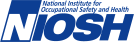 National Institute for
Occupational Safety and Health
NIOSH